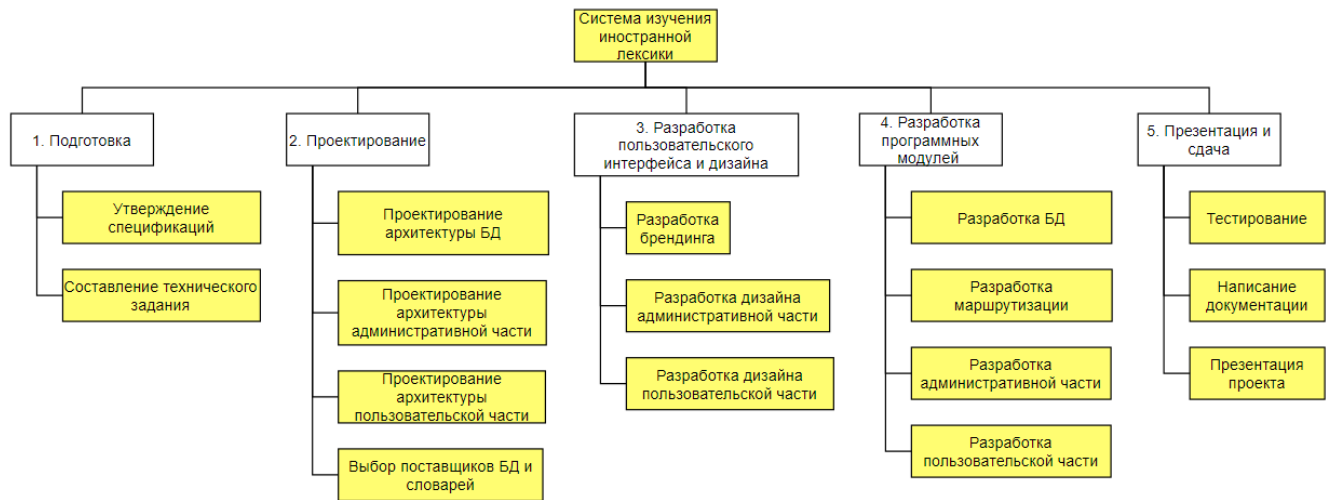 Система изучения
иностранной
лексики
1. Подготовка
Утверждение
спецификаций
Составление технического
задания
2. Проектирование
Проектирование
архитектуры БД
Проектирование
архитектуры
административной части
Проектирование
архитектуры
пользовательской части
Выбор поставщиков БД и
словарей
3. Разработка
пользовательского
интерфейса и дизайна
Разработка
брендинга
Разработка дизайна
административной части
Разработка дизайна
пользовательской части
4. Разработка
программных
модулей
Разработка БД
Разработка
маршрутизации
Разработка
административной части
Разработка
пользовательской части
5. Презентация и
сдача
Тестирование
Написание
документации
Презентация
проекта